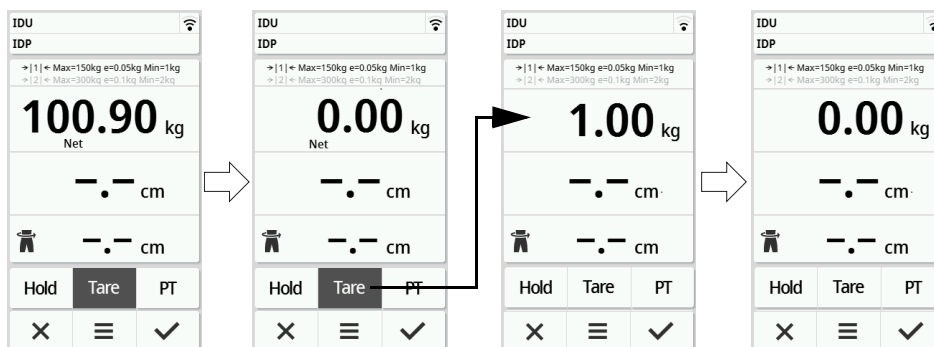 IDU
IDP
→|1|← Max=150kg e=0.05kg Min=1kg
→|2|← Max=300kg e=0.1kg Min=2kg
100.90 kg
Net
–.– cm
–.– cm
Hold Tare PT
IDU
IDP
→|1|← Max=150kg e=0.05kg Min=1kg
→|2|← Max=300kg e=0.1kg Min=2kg
0.00 kg
Net
–.– cm
–.– cm
Hold Tare PT
IDU
IDP
→|1|← Max=150kg e=0.05kg Min=1kg
→|2|← Max=300kg e=0.1kg Min=2kg
1.00 kg
–.– cm
–.– cm
Hold Tare PT
IDU
IDP
→|1|← Max=150kg e=0.05kg Min=1kg
→|2|← Max=300kg e=0.1kg Min=2kg
0.00 kg
–.– cm
–.– cm
Hold Tare PT